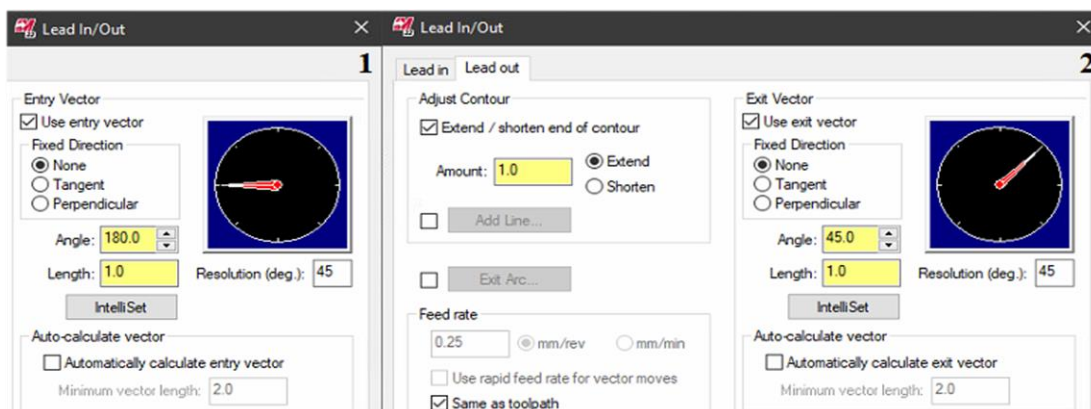 Lead In/Out
1
Entry Vector
Use entry vector
Fixed Direction
None
Tangent
Perpendicular
Angle: 180.0
Length: 1.0
Resolution (deg.): 45
IntelliSet
Auto-calculate vector
Automatically calculate entry vector
Minimum vector length: 2.0
Lead In/Out
2
Lead in Lead out
Adjust Contour
Extend / shorten end of contour
Amount: 1.0
Extend
Shorten
Add Line...
Exit Arc...
Feed rate
0.25 mm/rev mm/min
Use rapid feed rate for vector moves
Same as toolpath
Exit Vector
Use exit vector
Fixed Direction
None
Tangent
Perpendicular
Angle: 45.0
Length: 1.0
Resolution (deg.): 45
IntelliSet
Auto-calculate vector
Automatically calculate exit vector
Minimum vector length: 2.0